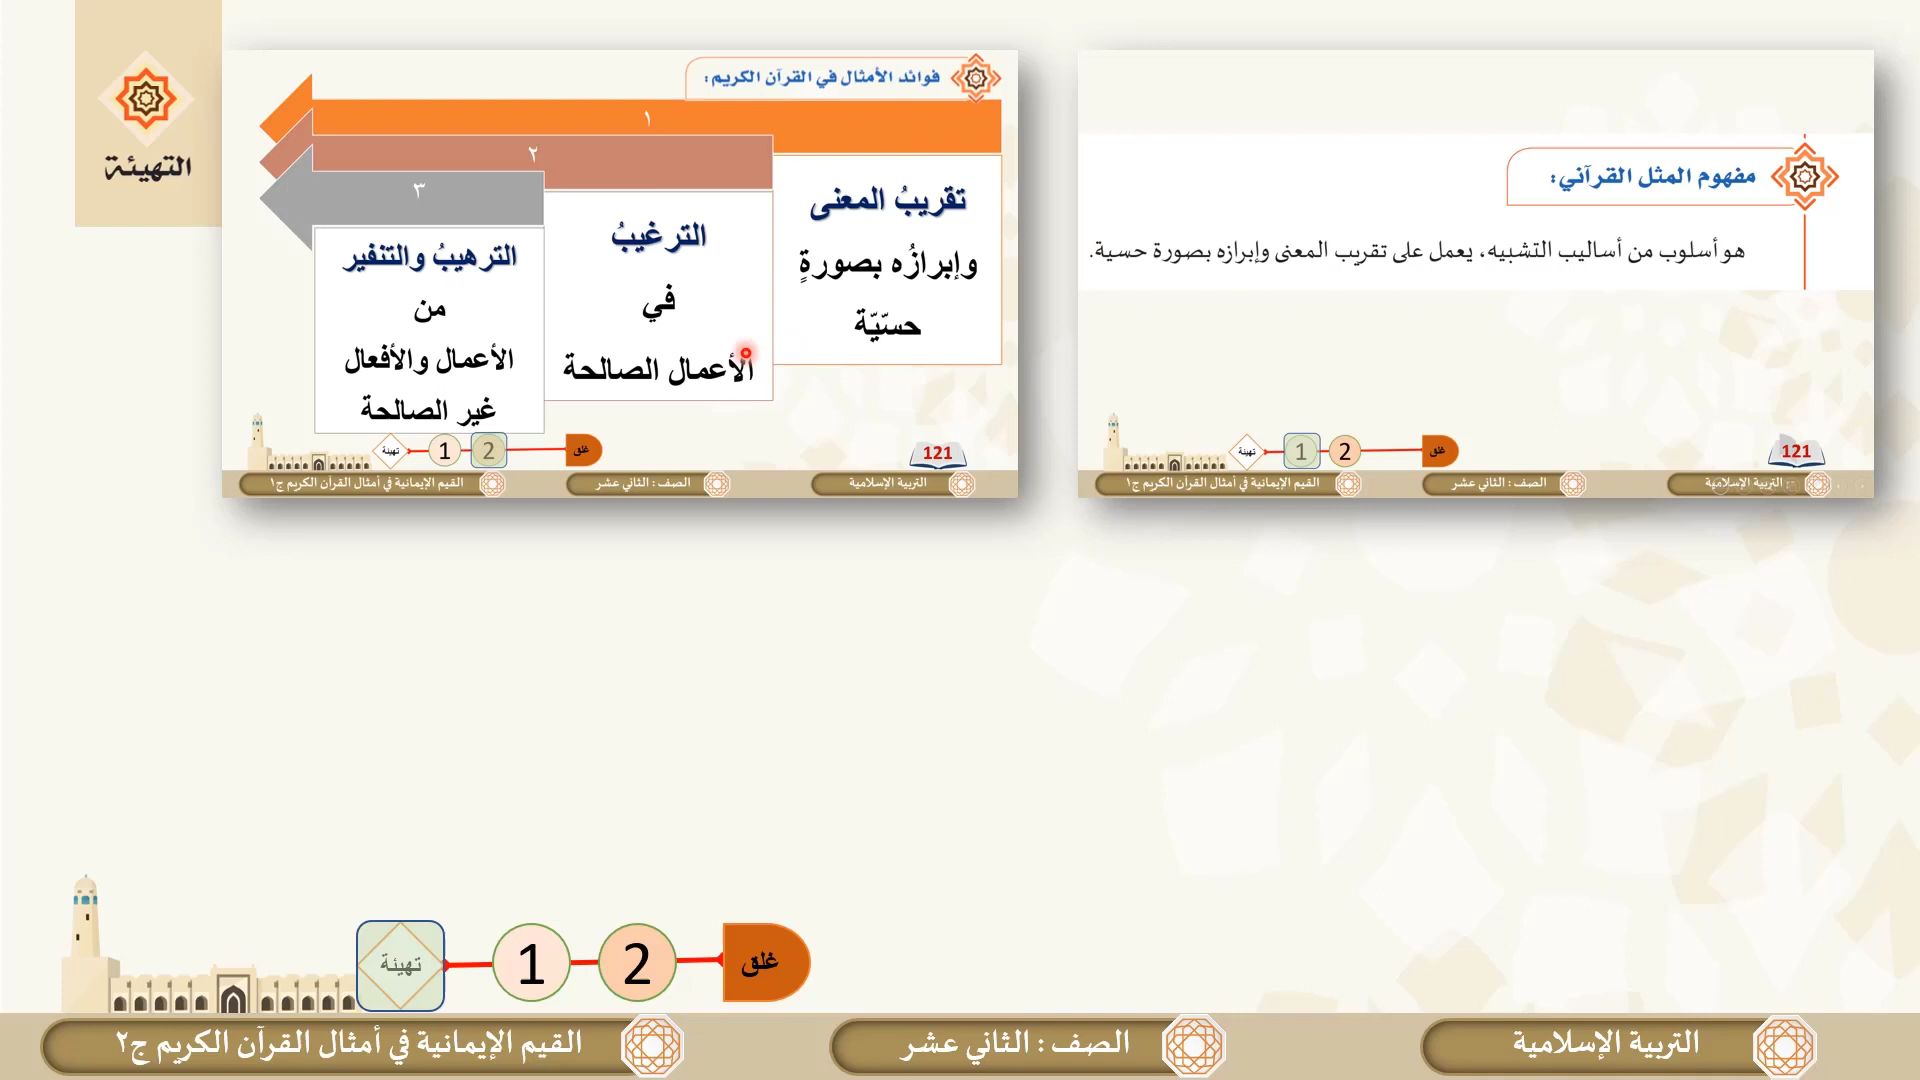 التهيئة
مفهوم المثل القرآني:
هو أسلوب من أساليب التشبيه، يعمل على تقريب المعنى وإبرازه بصورة حسية.
121
تهيئة
1
2
غلق
التربية الإسلامية
الصف : الثاني عشر
القيم الإيمانية في أمثال القرآن الكريم ج١
فوائد الأمثال في القرآن الكريم:
١
تقريبُ المعنى
وإبرازُه بصورةٍ
حسّيّة
٢
الترغيبُ
في
الأعمال الصالحة
٣
الترهيبُ والتنفير
من
الأعمال والأفعال
غير الصالحة
121
تهيئة
1
2
غلق
التربية الإسلامية
الصف : الثاني عشر
القيم الإيمانية في أمثال القرآن الكريم ج١
تهيئة
1
2
غلق
التربية الإسلامية
الصف : الثاني عشر
القيم الإيمانية في أمثال القرآن الكريم ج٢